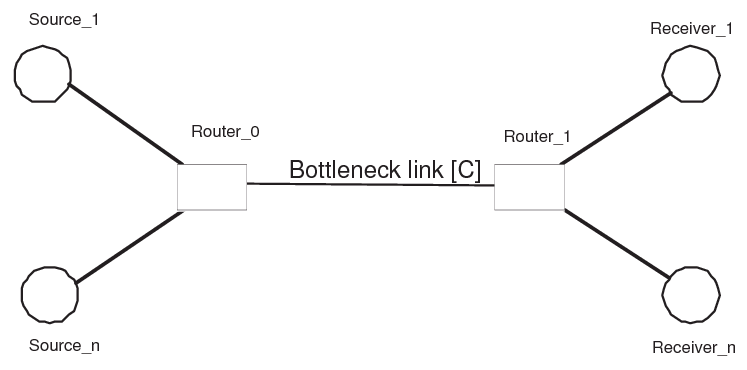 Source_1
Receiver_1
Router_0
Router_1
Bottleneck link [C]
Source_n
Receiver_n